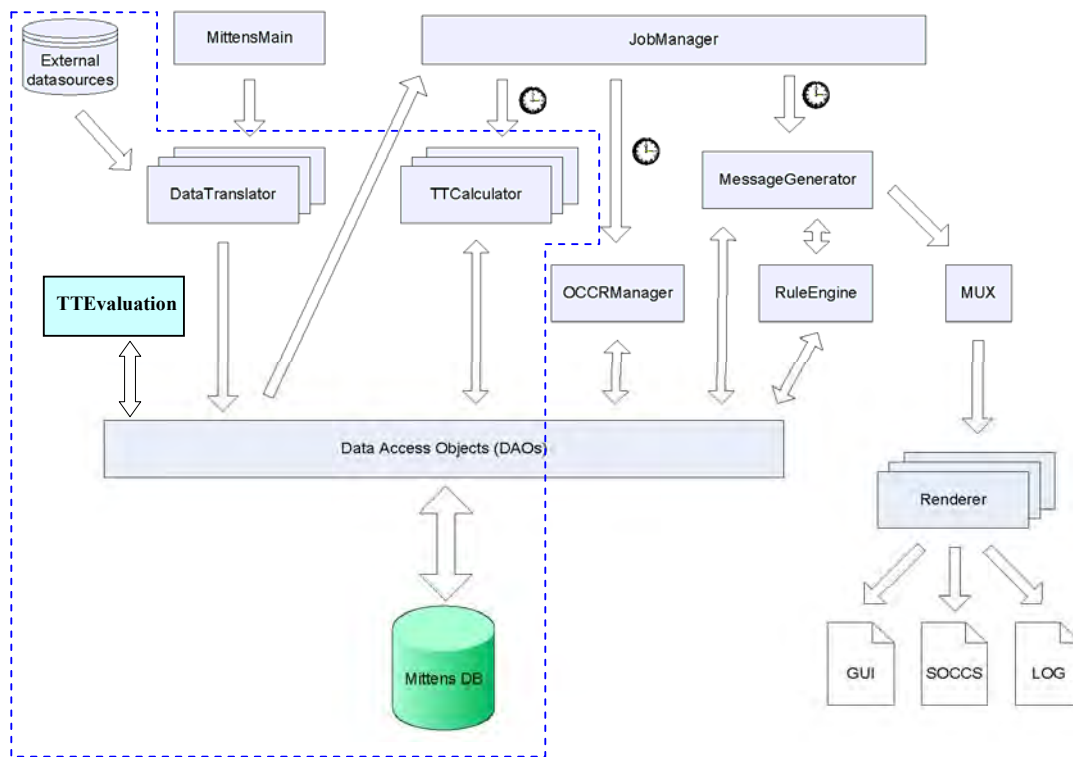 MittensMain
JobManager
External
datasources
DataTranslator
TTCalculator
MessageGenerator
TTEvaluation
OCCRManager
RuleEngine
MUX
Data Access Objects (DAOs)
Renderer
Mittens DB
GUI
SOCCS
LOG